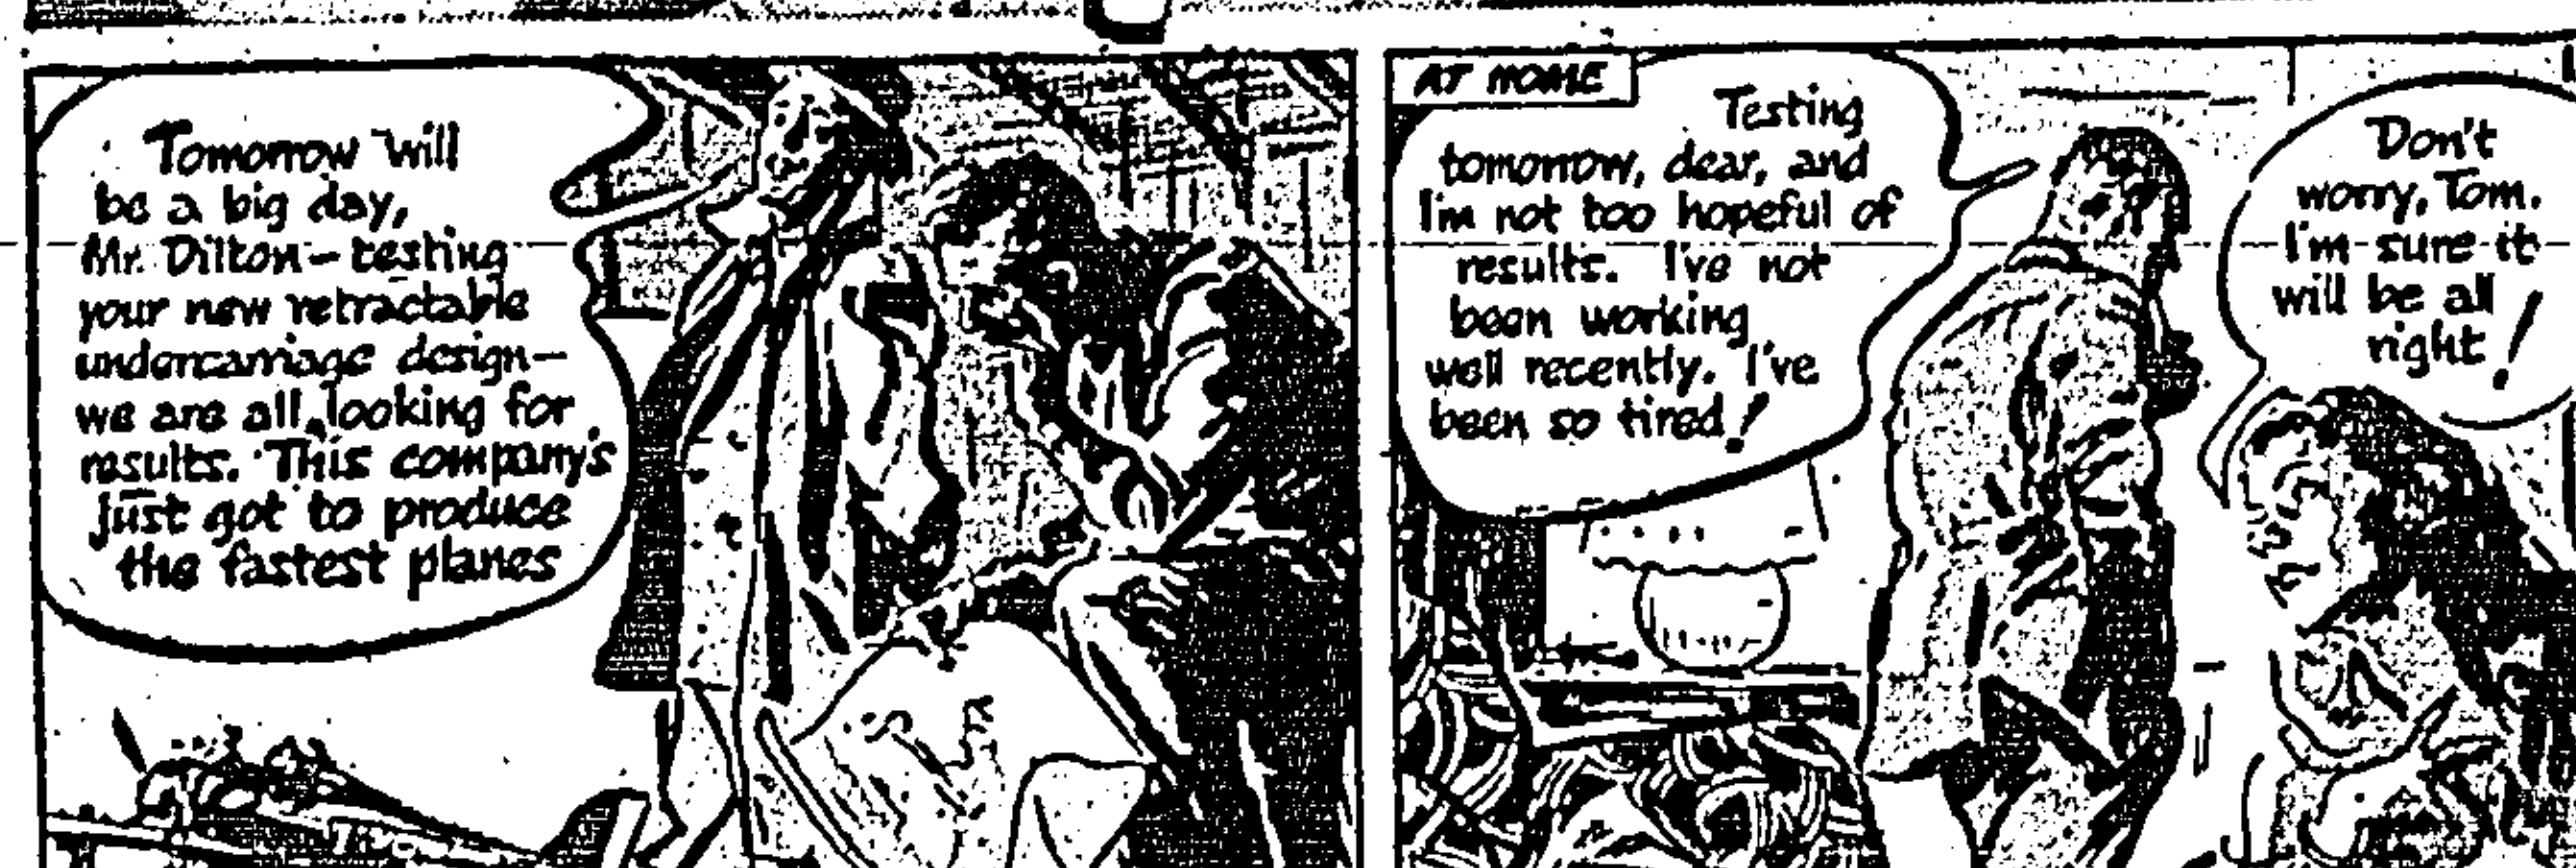 Tomorrow will
be a big day,
Mr. Dilton - testing
your new retractable
undercarriage design-
we are all looking for
results. This company's
just got to produce
the fastest planes
AT HOME
Testing
tomorrow, dear, and
I'm not too hopeful of
results. I've not
been working
well recently. I've
been so tired!
Don't
worry, Tom.
I'm sure it
will be all
right!